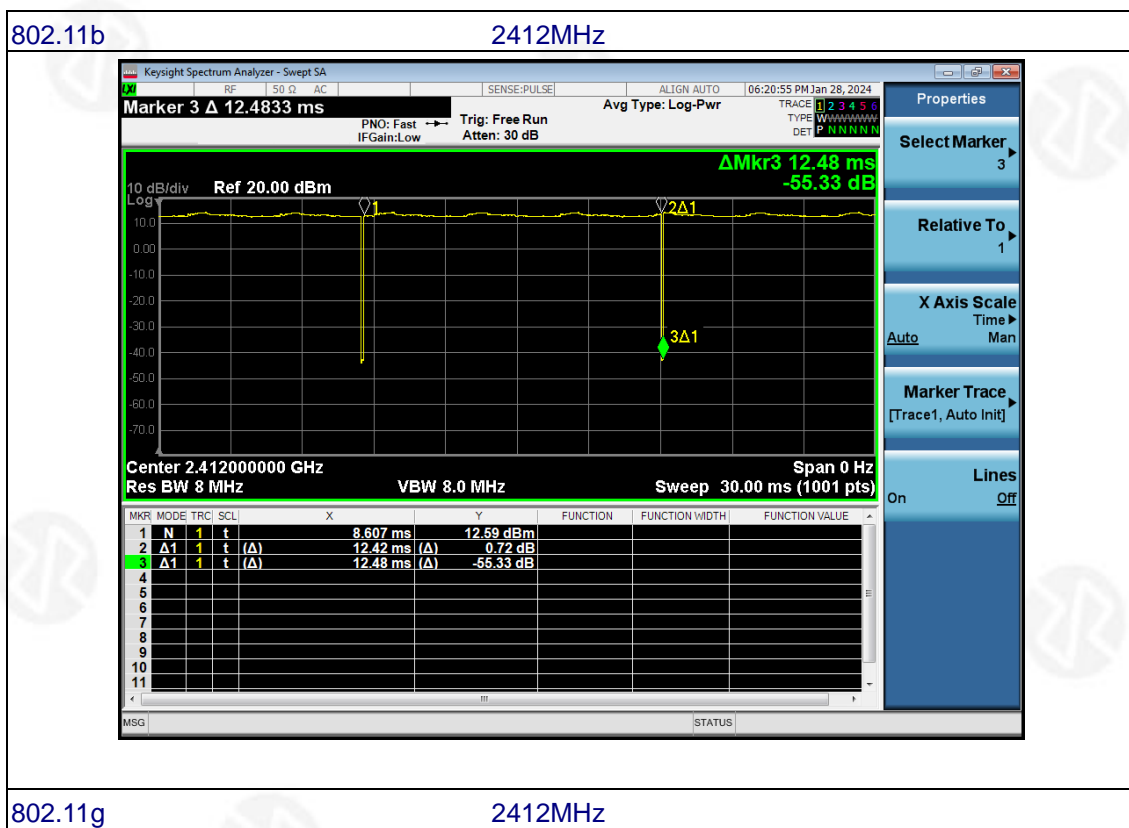 802.11b 2412MHz
Keysight Spectrum Analyzer - Swept SA
LXI RF 50 Ω AC SENSE:PULSE ALIGN AUTO 06:20:55 PM Jan 28, 2024
Marker 3 Δ 12.4833 ms
PNO: Fast
IFGain:Low
Trig: Free Run
Atten: 30 dB
Avg Type: Log-Pwr
TRACE 1 2 3 4 5 6
TYPE WWWWWW
DET P N N N N N
ΔMkr3 12.48 ms
-55.33 dB
10 dB/div Ref 20.00 dBm
Log
10.0
0.00
-10.0
-20.0
-30.0
-40.0
-50.0
-60.0
-70.0
1
2Δ1
3Δ1
Center 2.412000000 GHz Span 0 Hz
Res BW 8 MHz VBW 8.0 MHz Sweep 30.00 ms (1001 pts)
MKR MODE TRC SCL X Y FUNCTION FUNCTION WIDTH FUNCTION VALUE
1 N 1 t 8.607 ms 12.59 dBm
2 Δ1 1 t (Δ) 12.42 ms (Δ) 0.72 dB
3 Δ1 1 t (Δ) 12.48 ms (Δ) -55.33 dB
4
5
6
7
8
9
10
11
MSG STATUS
Properties
Select Marker
3
Relative To
1
X Axis Scale
Time
Auto Man
Marker Trace
[Trace1, Auto Init]
Lines
On Off
802.11g 2412MHz